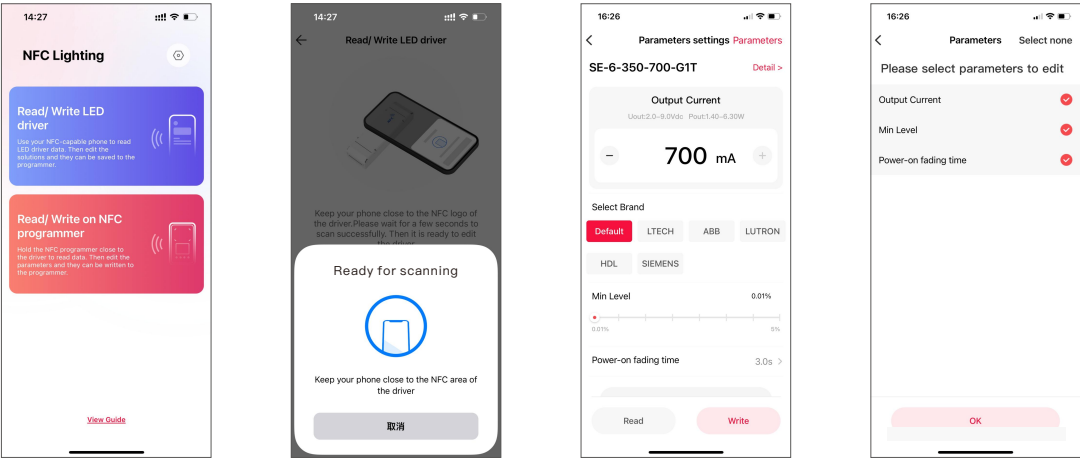 14:27
NFC Lighting
Read/ Write LED
driver
Use your NFC-capable phone to read
LED driver data. Then edit the
solutions and they can be saved to the
programmer.
Read/ Write on NFC
programmer
Hold the NFC programmer close to
the driver to read data. Then edit the
parameters and they can be written to
the programmer.
View Guide
14:27
Read/ Write LED driver
Keep your phone close to the NFC logo of
the driver,Please wait for a few seconds to
scan successfully. Then it is ready to edit
the driver
Ready for scanning
Keep your phone close to the NFC area of
the driver
取消
16:26
Parameters settings Parameters
SE-6-350-700-G1T Detail >
Output Current
Uout:2.0~9.0Vdc Pout:1.40~6.30W
− 700 mA +
Select Brand
Default LTECH ABB LUTRON
HDL SIEMENS
Min Level 0.01%
0.01% 5%
Power-on fading time 3.0s >
Read Write
16:26
Parameters Select none
Please select parameters to edit
Output Current
Min Level
Power-on fading time
OK